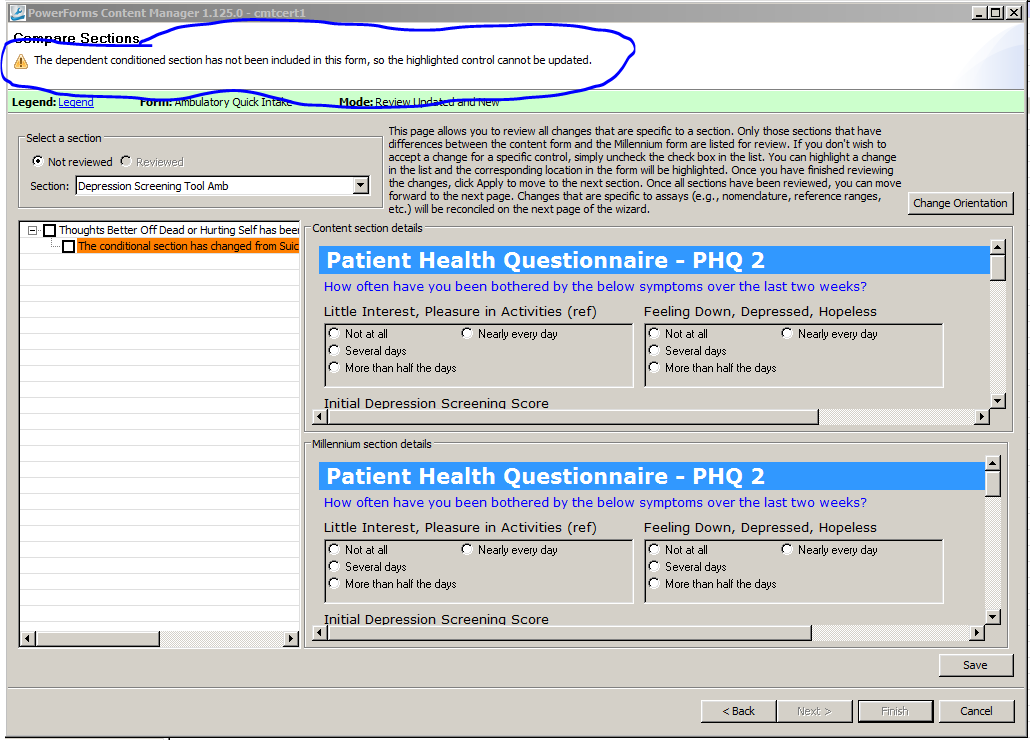 PowerForms Content Manager 1.125.0 - cmtcert1
Compare Sections
The dependent conditioned section has not been included in this form, so the highlighted control cannot be updated.
Legend: Legend Form: Ambulatory Quick Intake Mode: Review Updated and New
Select a section
Not reviewed Reviewed
Section: Depression Screening Tool Amb
This page allows you to review all changes that are specific to a section. Only those sections that have
differences between the content form and the Millennium form are listed for review. If you don't wish to
accept a change for a specific control, simply uncheck the check box in the list. You can highlight a change
in the list and the corresponding location in the form will be highlighted. Once you have finished reviewing
the changes, click Apply to move to the next section. Once all sections have been reviewed, you can move
forward to the next page. Changes that are specific to assays (e.g., nomenclature, reference ranges,
etc.) will be reconciled on the next page of the wizard.
Change Orientation
Thoughts Better Off Dead or Hurting Self has beer
The conditional section has changed from Suic
Content section details
Patient Health Questionnaire - PHQ 2
How often have you been bothered by the below symptoms over the last two weeks?
Little Interest, Pleasure in Activities (ref) Feeling Down, Depressed, Hopeless
Not at all Nearly every day Not at all Nearly every day
Several days Several days
More than half the days More than half the days
Initial Depression Screening Score
Millennium section details
Patient Health Questionnaire - PHQ 2
How often have you been bothered by the below symptoms over the last two weeks?
Little Interest, Pleasure in Activities (ref) Feeling Down, Depressed, Hopeless
Not at all Nearly every day Not at all Nearly every day
Several days Several days
More than half the days More than half the days
Initial Depression Screening Score
Save
< Back Next > Finish Cancel